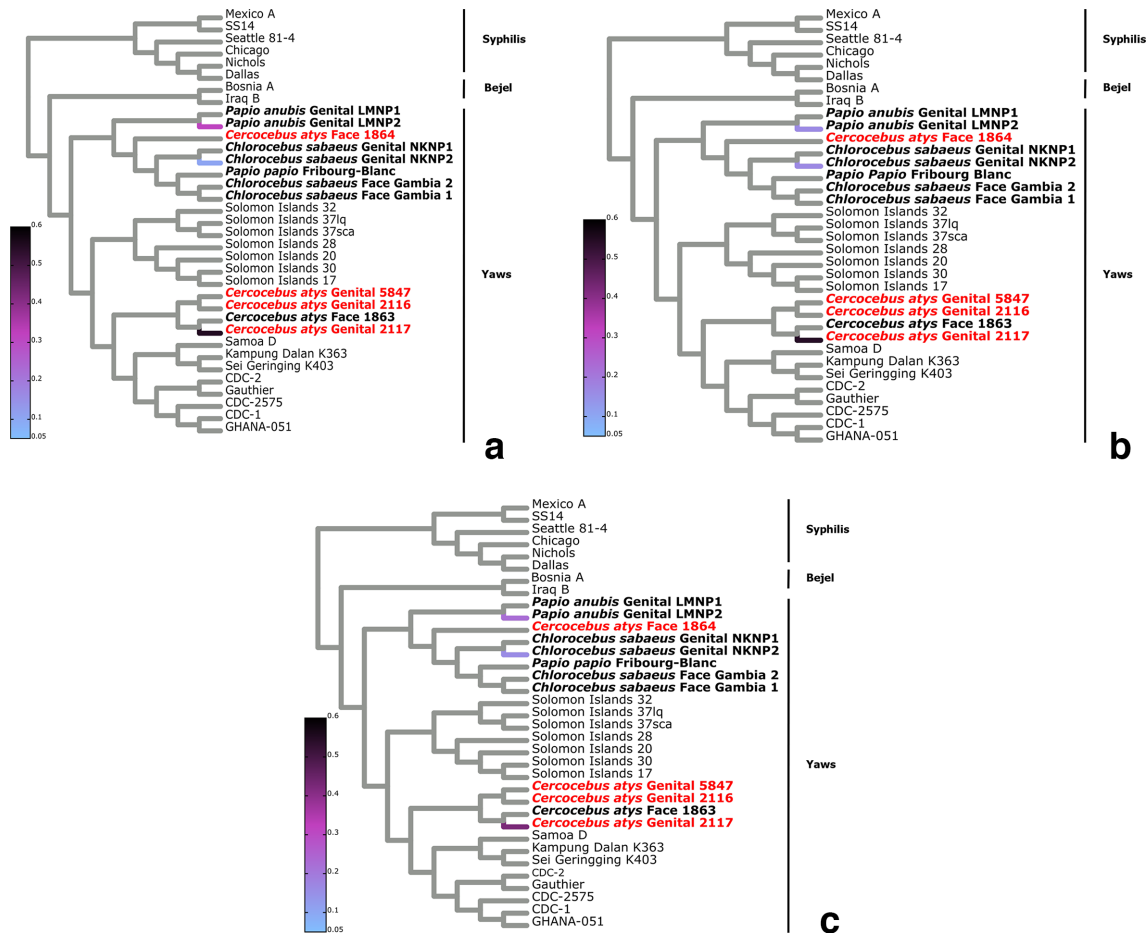 Mexico A
SS14
Seattle 81-4
Chicago
Nichols
Dallas
Syphilis
Bosnia A
Iraq B
Bejel
Papio anubis Genital LMNP1
Papio anubis Genital LMNP2
Cercocebus atys Face 1864
Chlorocebus sabaeus Genital NKNP1
Chlorocebus sabaeus Genital NKNP2
Papio papio Fribourg-Blanc
Chlorocebus sabaeus Face Gambia 2
Chlorocebus sabaeus Face Gambia 1
Solomon Islands 32
Solomon Islands 37lq
Solomon Islands 37sca
Solomon Islands 28
Solomon Islands 20
Solomon Islands 30
Solomon Islands 17
Cercocebus atys Genital 5847
Cercocebus atys Genital 2116
Cercocebus atys Face 1863
Cercocebus atys Genital 2117
Samoa D
Kampung Dalan K363
Sei Geringing K403
CDC-2
Gauthier
CDC-2575
CDC-1
GHANA-051
Yaws
0.6
0.5
0.4
0.3
0.2
0.1
0.05
a
Mexico A
SS14
Seattle 81-4
Chicago
Nichols
Dallas
Syphilis
Bosnia A
Iraq B
Bejel
Papio anubis Genital LMNP1
Papio anubis Genital LMNP2
Cercocebus atys Face 1864
Chlorocebus sabaeus Genital NKNP1
Chlorocebus sabaeus Genital NKNP2
Papio Papio Fribourg Blanc
Chlorocebus sabaeus Face Gambia 2
Chlorocebus sabaeus Face Gambia 1
Solomon Islands 32
Solomon Islands 37lq
Solomon Islands 37sca
Solomon Islands 28
Solomon Islands 20
Solomon Islands 30
Solomon Islands 17
Cercocebus atys Genital 5847
Cercocebus atys Genital 2116
Cercocebus atys Face 1863
Cercocebus atys Genital 2117
Samoa D
Kampung Dalan K363
Sei Geringging K403
CDC-2
Gauthier
CDC-2575
CDC-1
GHANA-051
Yaws
0.6
0.5
0.4
0.3
0.2
0.1
0.05
b
Mexico A
SS14
Seattle 81-4
Chicago
Nichols
Dallas
Syphilis
Bosnia A
Iraq B
Bejel
Papio anubis Genital LMNP1
Papio anubis Genital LMNP2
Cercocebus atys Face 1864
Chlorocebus sabaeus Genital NKNP1
Chlorocebus sabaeus Genital NKNP2
Papio papio Fribourg-Blanc
Chlorocebus sabaeus Face Gambia 2
Chlorocebus sabaeus Face Gambia 1
Solomon Islands 32
Solomon Islands 37lq
Solomon Islands 37sca
Solomon Islands 28
Solomon Islands 20
Solomon Islands 30
Solomon Islands 17
Cercocebus atys Genital 5847
Cercocebus atys Genital 2116
Cercocebus atys Face 1863
Cercocebus atys Genital 2117
Samoa D
Kampung Dalan K363
Sei Geringging K403
CDC-2
Gauthier
CDC-2575
CDC-1
GHANA-051
Yaws
0.6
0.5
0.4
0.3
0.2
0.1
0.05
c